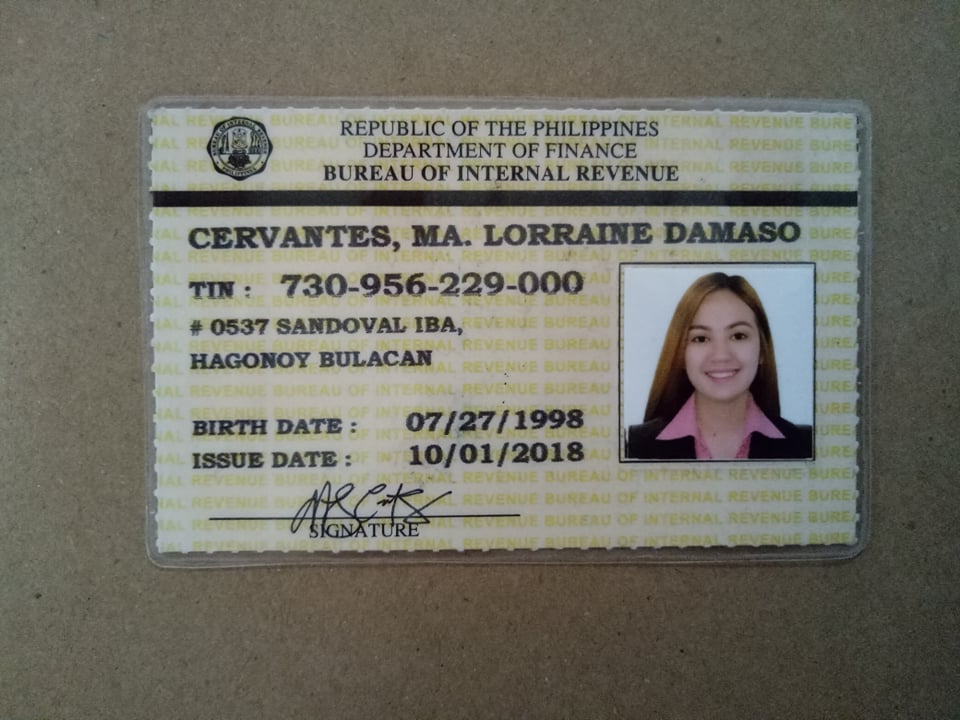 REPUBLIC OF THE PHILIPPINES
DEPARTMENT OF FINANCE
BUREAU OF INTERNAL REVENUE
CERVANTES, MA. LORRAINE DAMASO
TIN : 730-956-229-000
# 0537 SANDOVAL IBA,
HAGONOY BULACAN
BIRTH DATE : 07/27/1998
ISSUE DATE : 10/01/2018
SIGNATURE